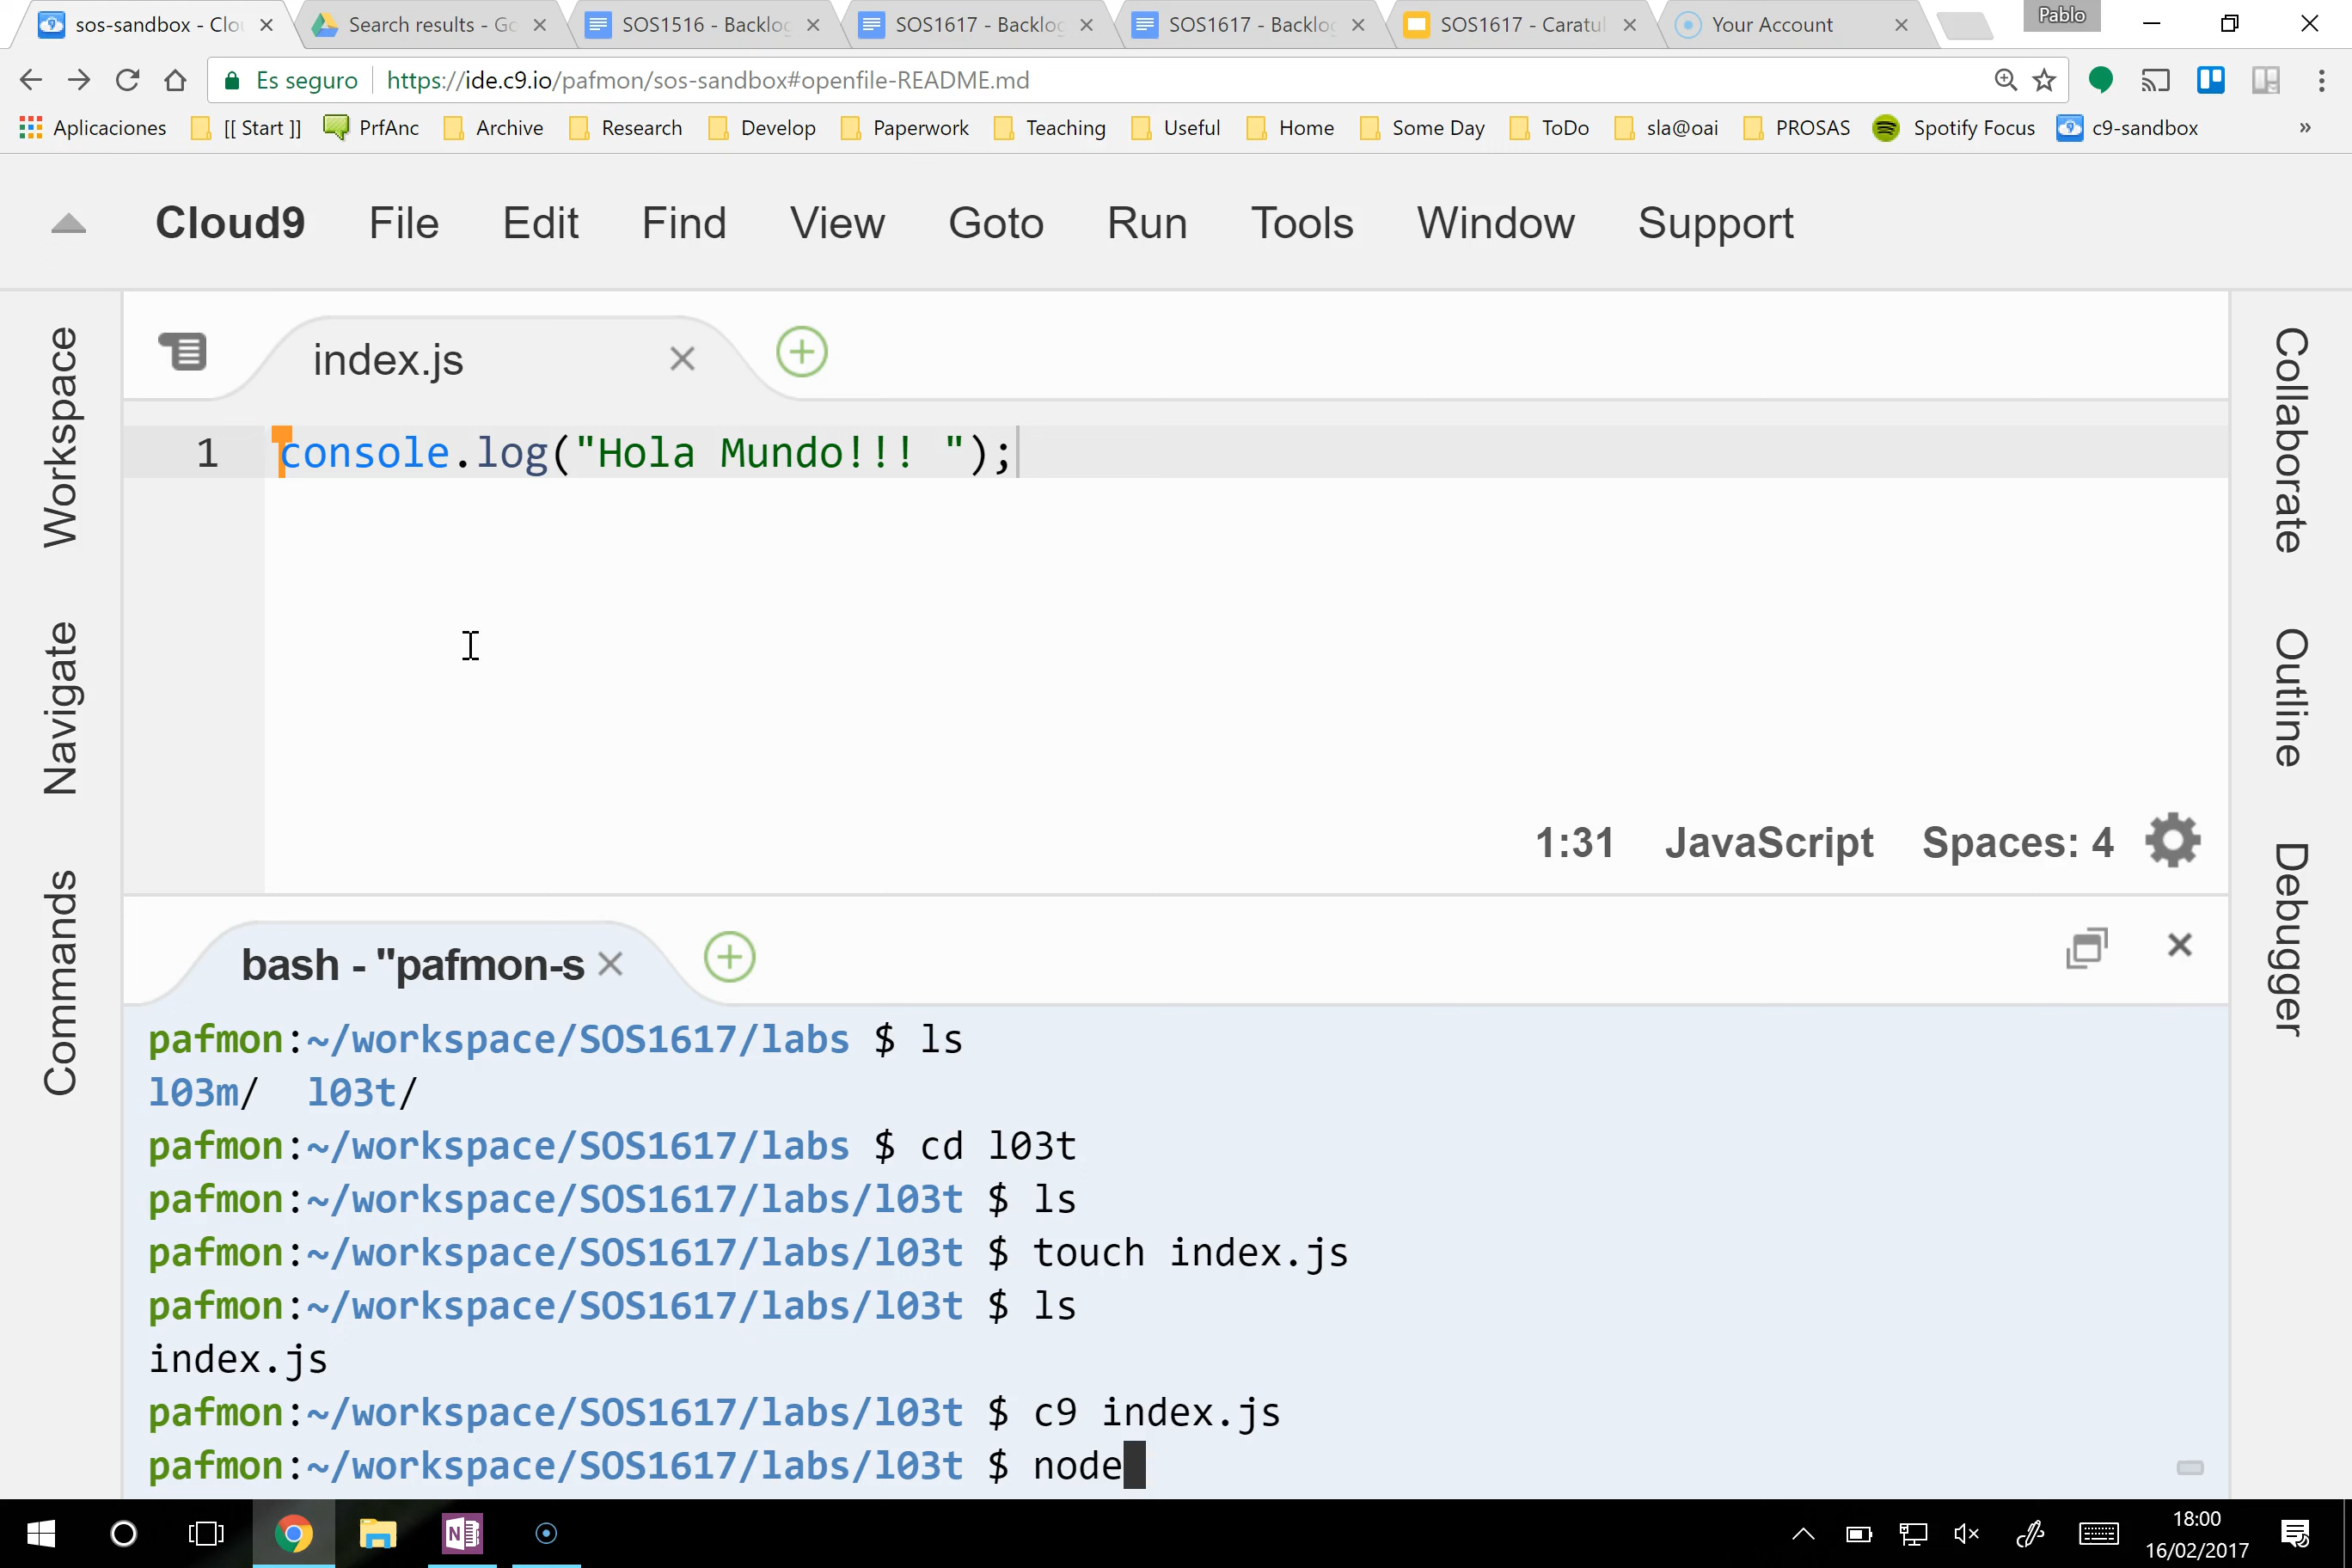 sos-sandbox - Clo
Search results - Go
SOS1516 - Backlog
SOS1617 - Backlog
SOS1617 - Backlog
SOS1617 - Caratul
Your Account
Pablo
Es seguro
https://ide.c9.io/pafmon/sos-sandbox#openfile-README.md
Aplicaciones
[[ Start ]]
PrfAnc
Archive
Research
Develop
Paperwork
Teaching
Useful
Home
Some Day
ToDo
sla@oai
PROSAS
Spotify Focus
c9-sandbox
»
Cloud9 File Edit Find View Goto Run Tools Window Support
Workspace
Navigate
Commands
Collaborate
Outline
Debugger
index.js
1 console.log("Hola Mundo!!! ");
1:31 JavaScript Spaces: 4
bash - "pafmon-s
pafmon:~/workspace/SOS1617/labs $ ls
l03m/ l03t/
pafmon:~/workspace/SOS1617/labs $ cd l03t
pafmon:~/workspace/SOS1617/labs/l03t $ ls
pafmon:~/workspace/SOS1617/labs/l03t $ touch index.js
pafmon:~/workspace/SOS1617/labs/l03t $ ls
index.js
pafmon:~/workspace/SOS1617/labs/l03t $ c9 index.js
pafmon:~/workspace/SOS1617/labs/l03t $ node
18:00
16/02/2017